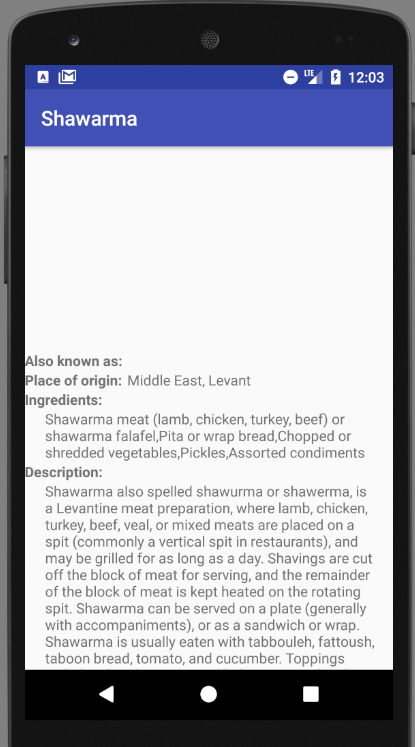 LTE 12:03
Shawarma
Also known as:
Place of origin: Middle East, Levant
Ingredients:
Shawarma meat (lamb, chicken, turkey, beef) or
shawarma falafel,Pita or wrap bread,Chopped or
shredded vegetables,Pickles,Assorted condiments
Description:
Shawarma also spelled shawurma or shawerma, is
a Levantine meat preparation, where lamb, chicken,
turkey, beef, veal, or mixed meats are placed on a
spit (commonly a vertical spit in restaurants), and
may be grilled for as long as a day. Shavings are cut
off the block of meat for serving, and the remainder
of the block of meat is kept heated on the rotating
spit. Shawarma can be served on a plate (generally
with accompaniments), or as a sandwich or wrap.
Shawarma is usually eaten with tabbouleh, fattoush,
taboon bread, tomato, and cucumber. Toppings